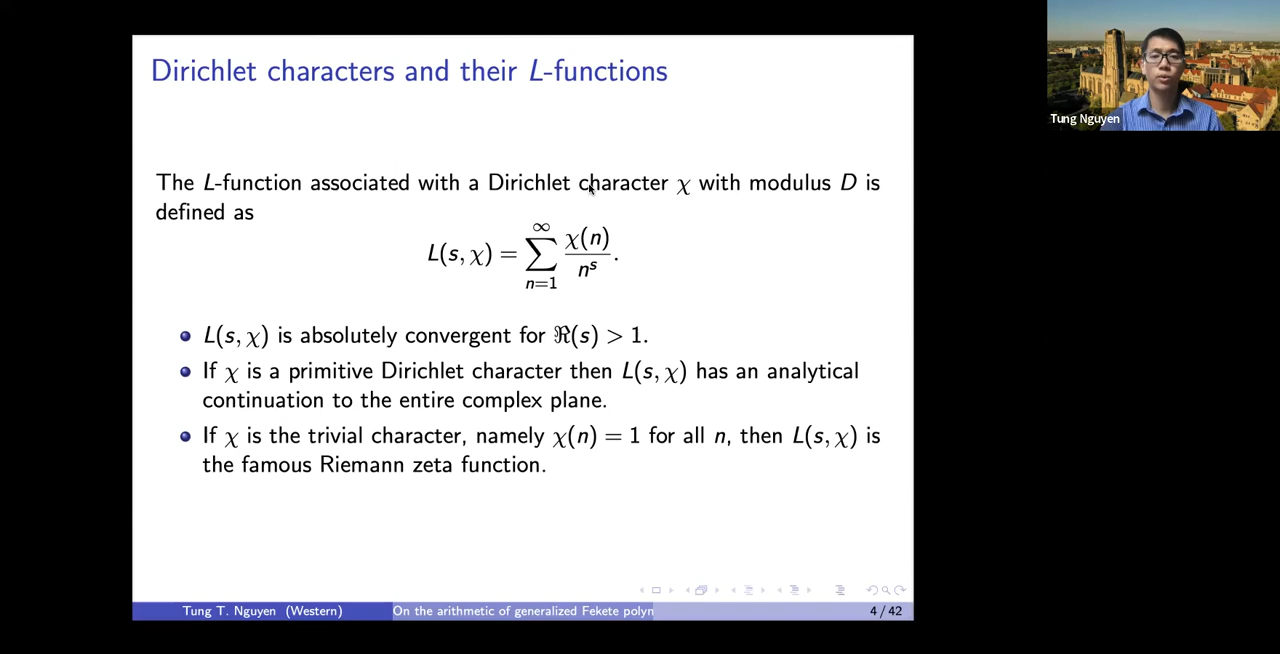 Dirichlet characters and their L-functions
The L-function associated with a Dirichlet character χ with modulus D is
defined as
L(s, χ) = ∑_{n=1}^{∞} χ(n)/n^s.
L(s, χ) is absolutely convergent for ℜ(s) > 1.
If χ is a primitive Dirichlet character then L(s, χ) has an analytical
continuation to the entire complex plane.
If χ is the trivial character, namely χ(n) = 1 for all n, then L(s, χ) is
the famous Riemann zeta function.
Tung T. Nguyen (Western)
On the arithmetic of generalized Fekete polyn
4 / 42
Tung Nguyen